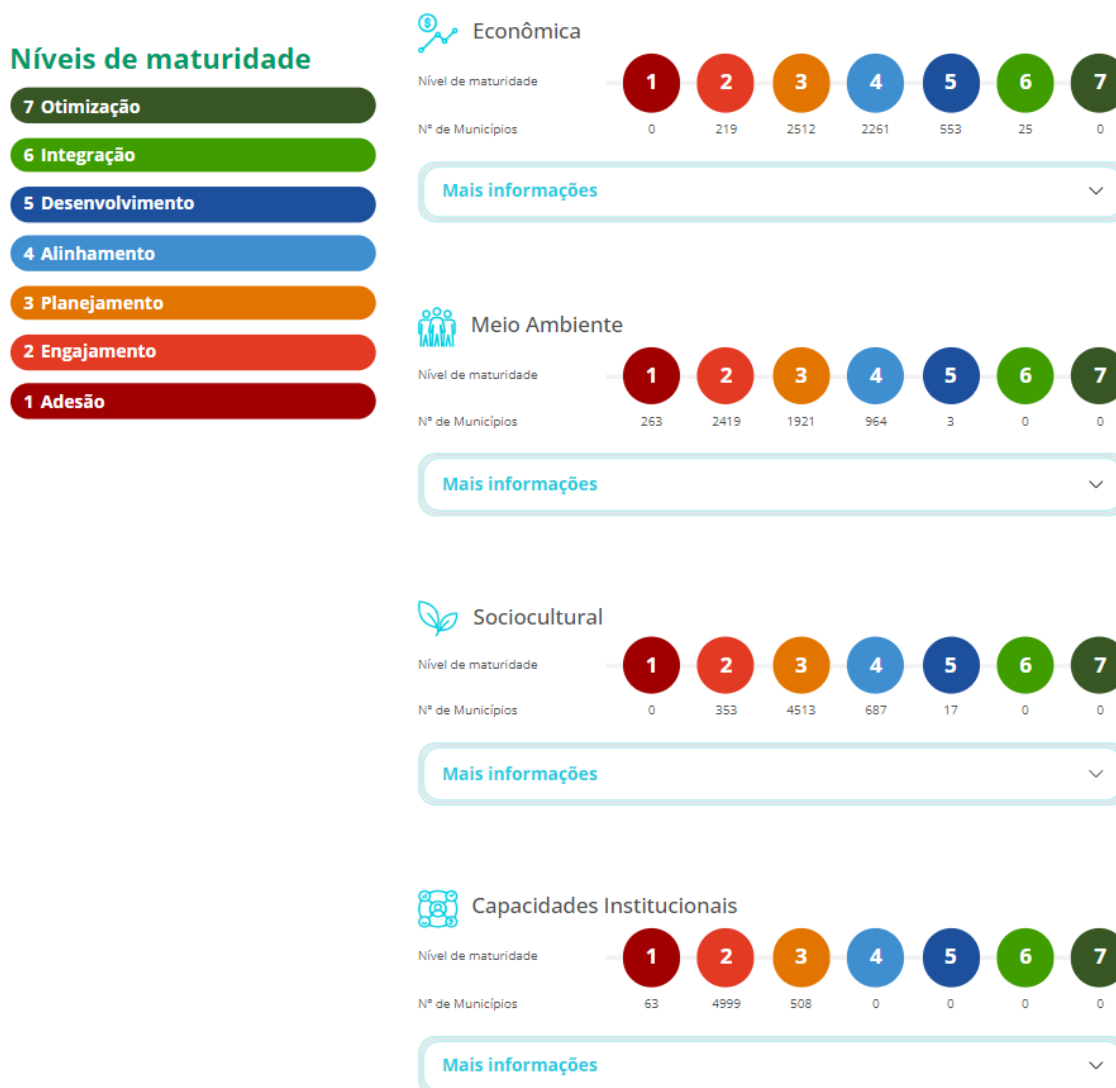 Níveis de maturidade
7 Otimização
6 Integração
5 Desenvolvimento
4 Alinhamento
3 Planejamento
2 Engajamento
1 Adesão
Econômica
Nível de maturidade 1 2 3 4 5 6 7
Nº de Municípios 0 219 2512 2261 553 25 0
Mais informações
Meio Ambiente
Nível de maturidade 1 2 3 4 5 6 7
Nº de Municípios 263 2419 1921 964 3 0 0
Mais informações
Sociocultural
Nível de maturidade 1 2 3 4 5 6 7
Nº de Municípios 0 353 4513 687 17 0 0
Mais informações
Capacidades Institucionais
Nível de maturidade 1 2 3 4 5 6 7
Nº de Municípios 63 4999 508 0 0 0 0
Mais informações